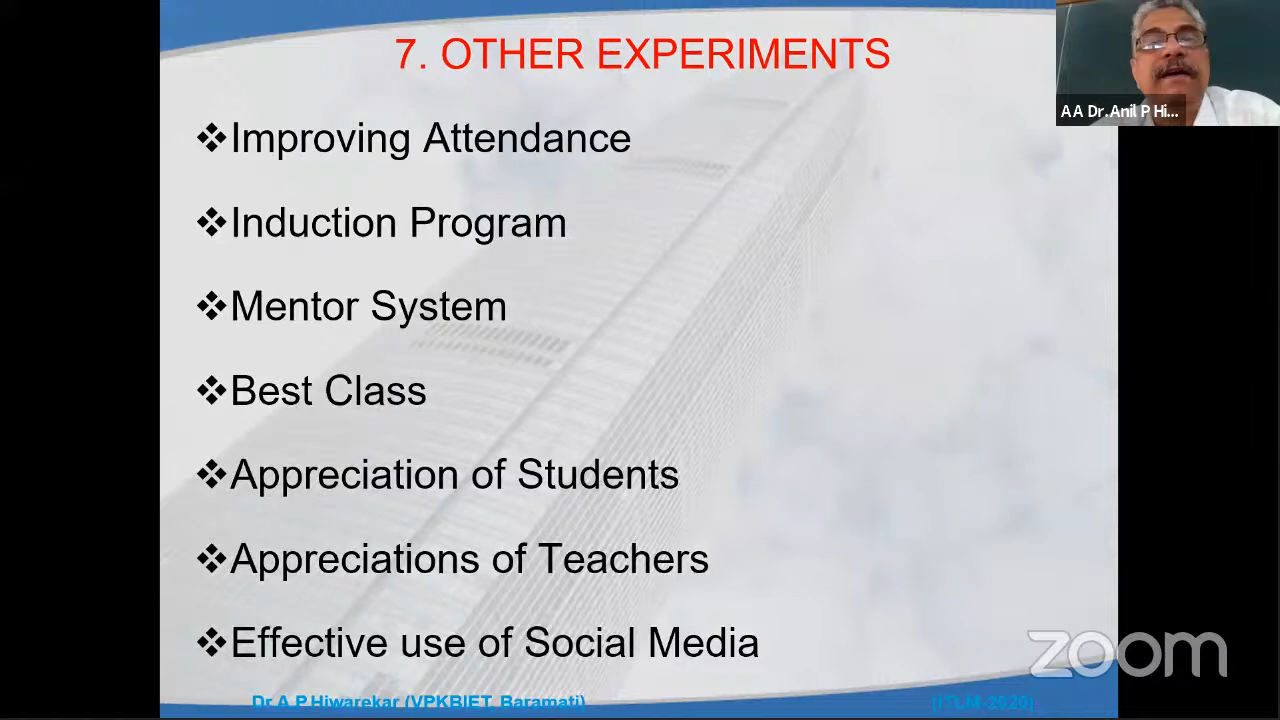 7. OTHER EXPERIMENTS
A A Dr.Anil P Hi...
❖Improving Attendance
❖Induction Program
❖Mentor System
❖Best Class
❖Appreciation of Students
❖Appreciations of Teachers
❖Effective use of Social Media
zoom
Dr A.P.Hiwarekar (VPKBIET, Baramati)
(ITLM-2020)